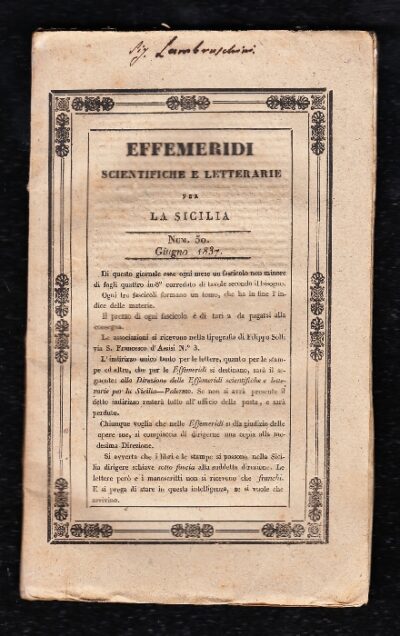 Sig. Lambruschini
EFFEMERIDI
SCIENTIFICHE E LETTERARIE
PER
LA SICILIA
NUM. 50.
Giugno 1837.
Di questo giornale esce ogni mese un fascicolo non minore
di fogli quattro in 8° corredato di tavole secondo il bisogno.
Ogni tre fascicoli formano un tomo, che ha in fine l'in-
dice delle materie.
Il prezzo di ogni fascicolo è di tari 2 da pagarsi alla
consegna.
Le associazioni si ricevono nella tipografia di Filippo Solli
via S. Francesco d'Assisi N.° 3.
L'indirizzo unico tanto per le lettere, quanto per le stam-
pe ed altro, che per le Effemeridi si destinano, sarà il se-
guente: alla Direzione delle Effemeridi scientifiche e lette-
rarie per la Sicilia—Palermo. Se non si avrà presente il
detto indirizzo resterà tutto all'ufficio delle poste, e sarà
perduto.
Chiunque voglia che nelle Effemeridi si dia giudizio delle
opere sue, si compiaccia di dirigerne una copia alla me-
desima Direzione.
Si avverta che i libri e le stampe si possono nella Sici-
lia dirigere schiave sotto fascia alla suddetta direzione. Le
lettere però e i manoscritti non si ricevono che franchi.
E si prega di stare in questa intelligenza, se si vuole che
arrivino.